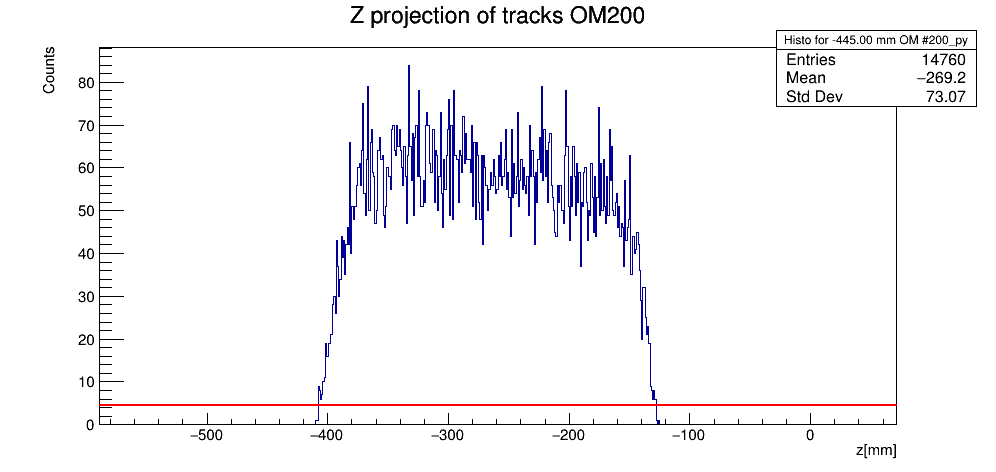 Z projection of tracks OM200
Histo for -445.00 mm OM #200_py
Entries 14760
Mean −269.2
Std Dev 73.07
Counts
80
70
60
50
40
30
20
10
0
−500 −400 −300 −200 −100 0
z[mm]